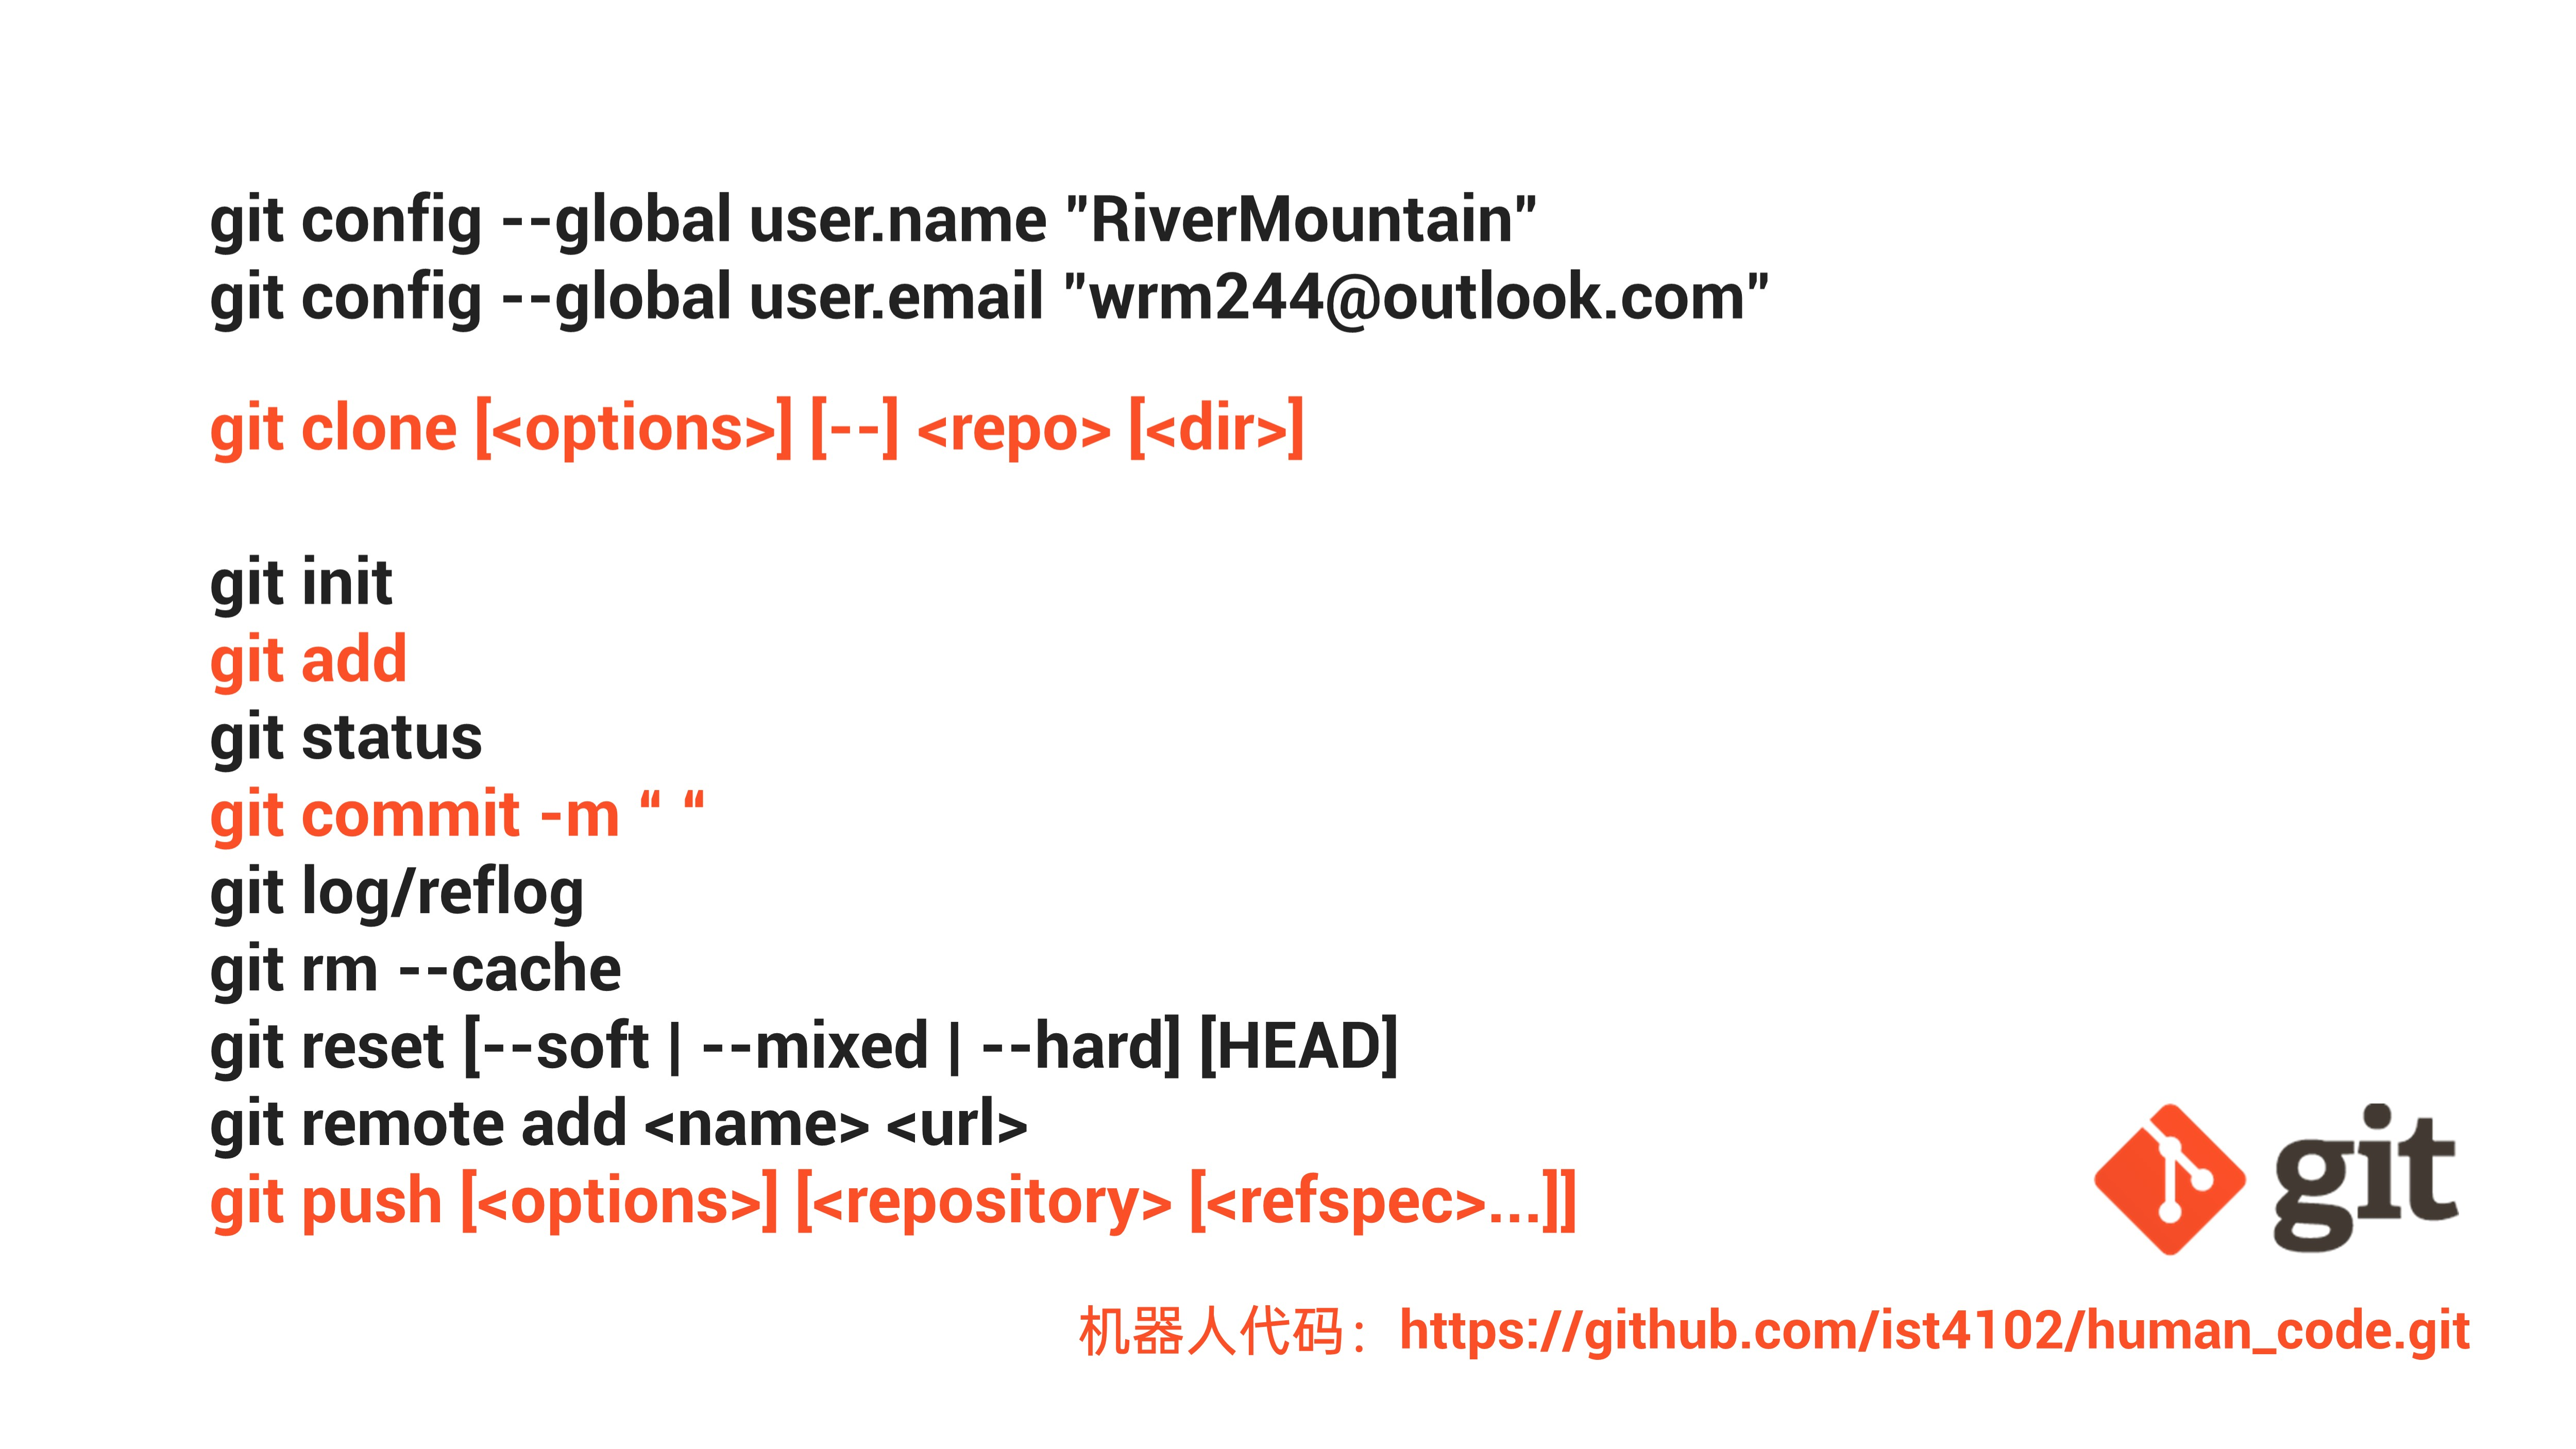 git config --global user.name "RiverMountain"
git config --global user.email "wrm244@outlook.com"
git clone [<options>] [--] <repo> [<dir>]
git init
git add
git status
git commit -m “ “
git log/reflog
git rm --cache
git reset [--soft | --mixed | --hard] [HEAD]
git remote add <name> <url>
git push [<options>] [<repository> [<refspec>...]]
git
机器人代码：https://github.com/ist4102/human_code.git